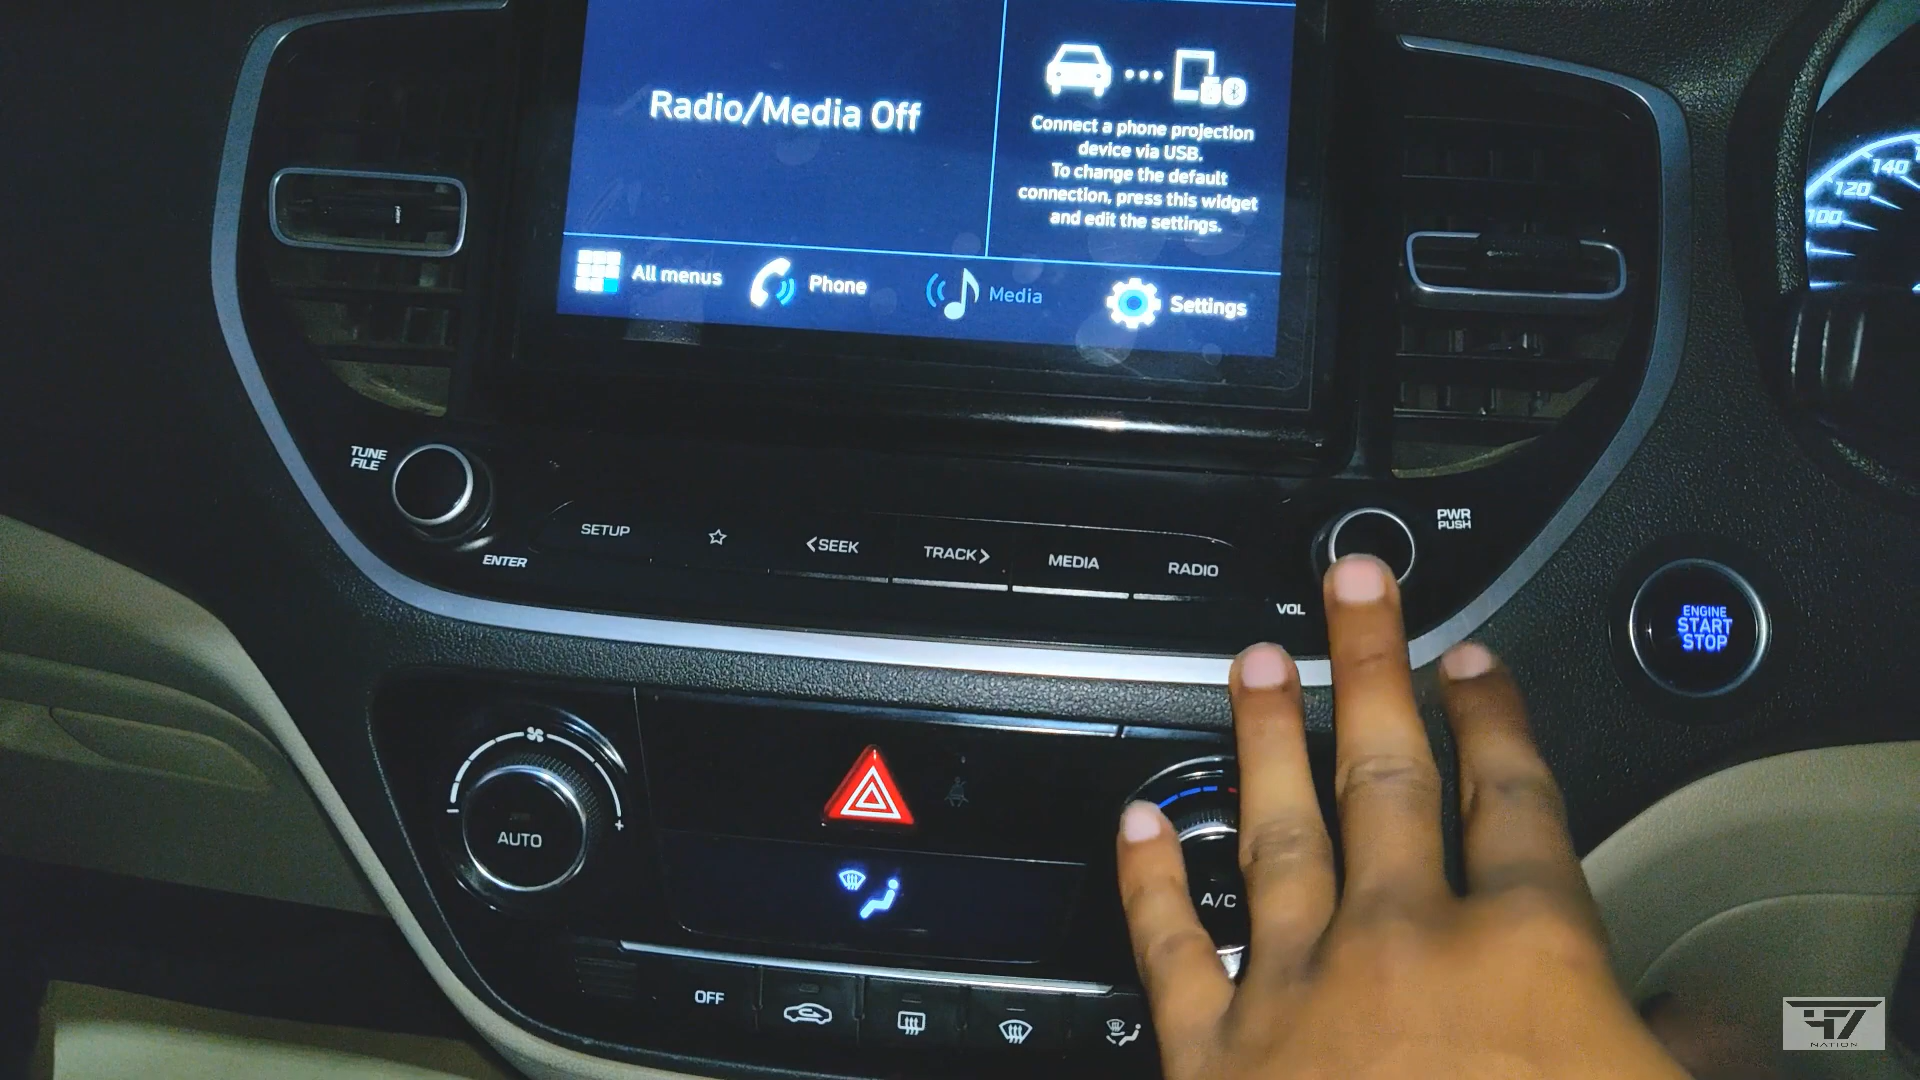 Radio/Media Off
Connect a phone projection
device via USB.
To change the default
connection, press this widget
and edit the settings.
All menus
Phone
Media
Settings
140
120
100
TUNE
FILE
ENTER
SETUP
<SEEK
TRACK>
MEDIA
RADIO
VOL
PWR
PUSH
ENGINE
START
STOP
AUTO
A/C
OFF
47
NATION